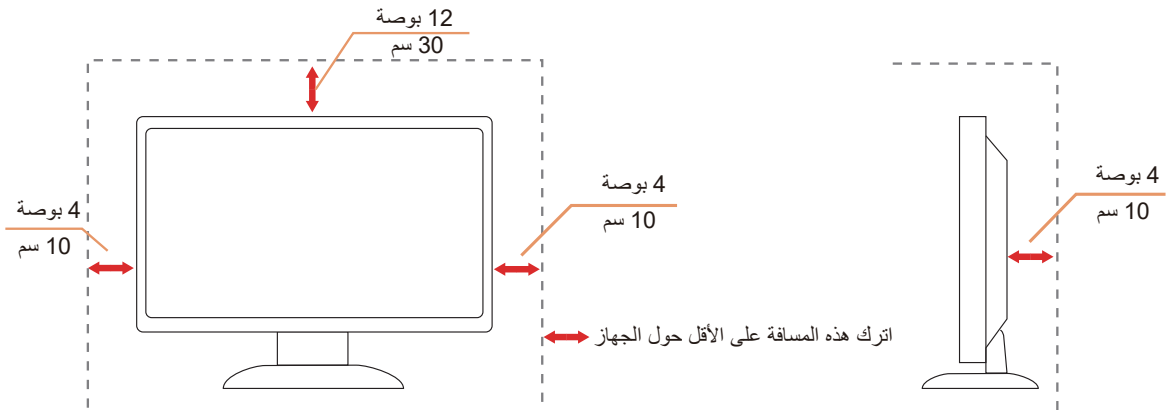 12 بوصة
30 سم
4 بوصة
10 سم
4 بوصة
10 سم
4 بوصة
10 سم
اترك هذه المسافة على الأقل حول الجهاز